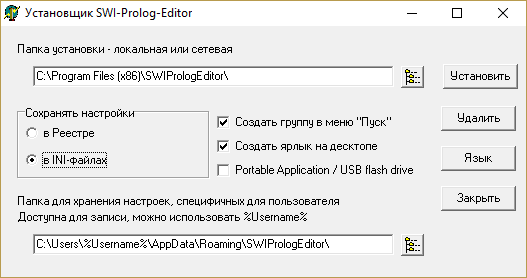 Установщик SWI-Prolog-Editor
Папка установки - локальная или сетевая
C:\Program Files (x86)\SWIPrologEditor\
Установить
Сохранять настройки
в Реестре
в INI-файлах
Создать группу в меню "Пуск"
Создать ярлык на десктопе
Portable Application / USB flash drive
Удалить
Язык
Закрыть
Папка для хранения настроек, специфичных для пользователя
Доступна для записи, можно использовать %Username%
C:\Users\%Username%\AppData\Roaming\SWIPrologEditor\